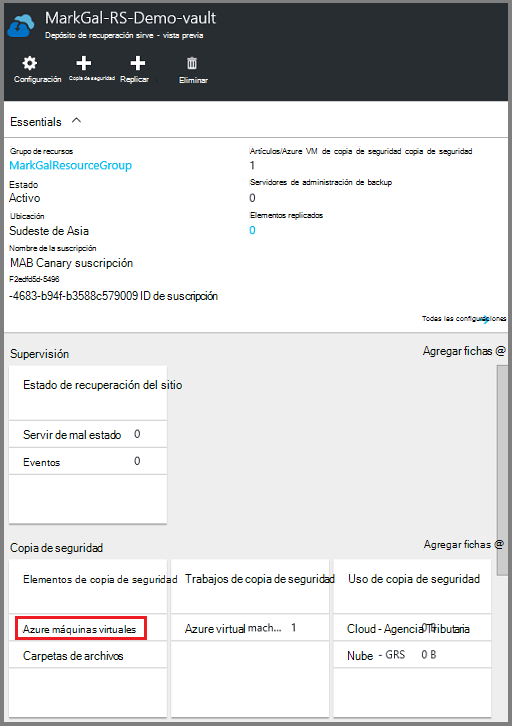 MarkGal-RS-Demo-vault
Depósito de recuperación sirve - vista previa
Configuración Copia de seguridad Replicar Eliminar
Essentials
Grupo de recursos
MarkGalResourceGroup
Artículos/Azure VM de copia de seguridad copia de seguridad
1
Estado
Activo
Servidores de administración de backup
0
Ubicación
Sudeste de Asia
Elementos replicados
0
Nombre de la suscripción
MAB Canary suscripción
F2edfd5d-5496
-4683-b94f-b3588c579009 ID de suscripción
Todas las configuraciones
Supervisión
Agregar fichas @
Estado de recuperación del sitio
Servir de mal estado 0
Eventos 0
Copia de seguridad
Agregar fichas @
Elementos de copia de seguridad
Azure máquinas virtuales
Carpetas de archivos
Trabajos de copia de seguridad
Azure virtual mach... 1
Uso de copia de seguridad
Cloud - Agencia Tributaria 0 B
Nube - GRS 0 B